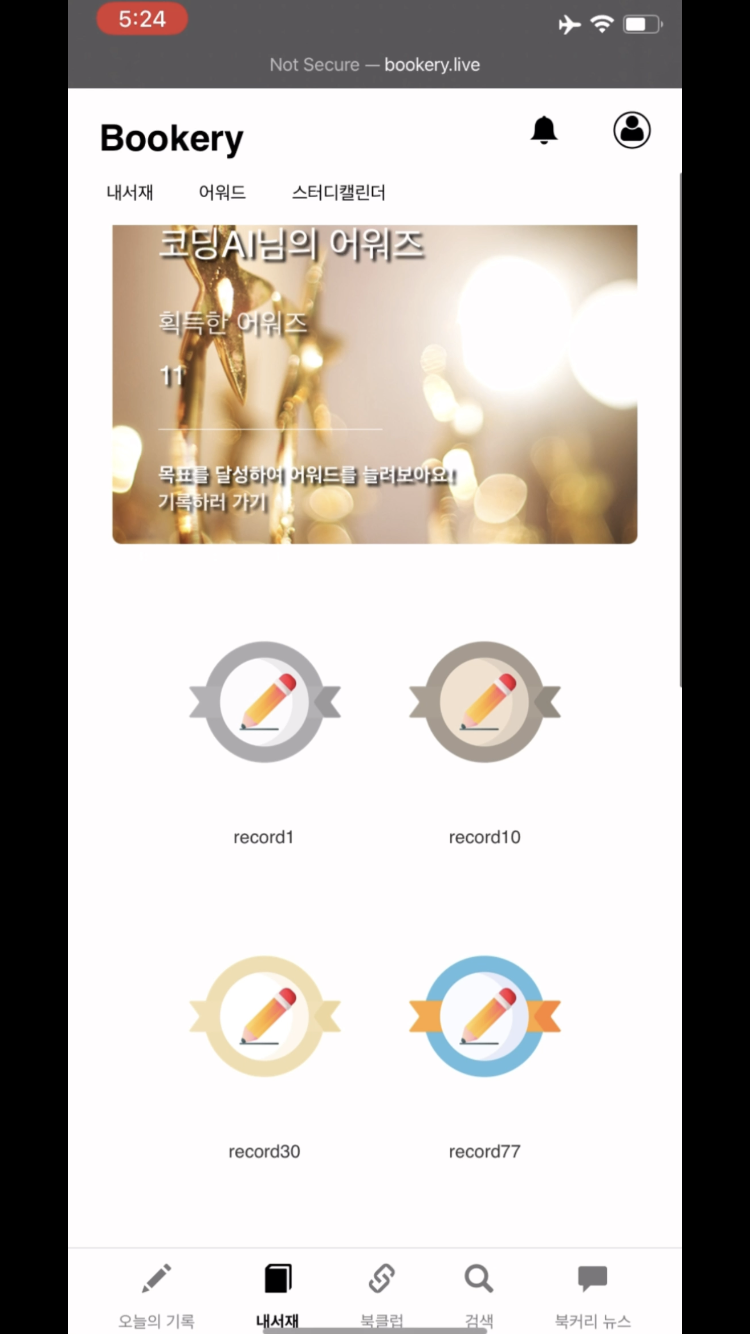 5:24
Not Secure — bookery.live
Bookery
내서재 어워드 스터디캘린더
코딩AI님의 어워즈
획득한 어워즈
11
목표를 달성하여 어워드를 늘려보아요!
기록하러 가기
record1 record10
record30 record77
오늘의 기록 내서재 북클럽 검색 북커리 뉴스